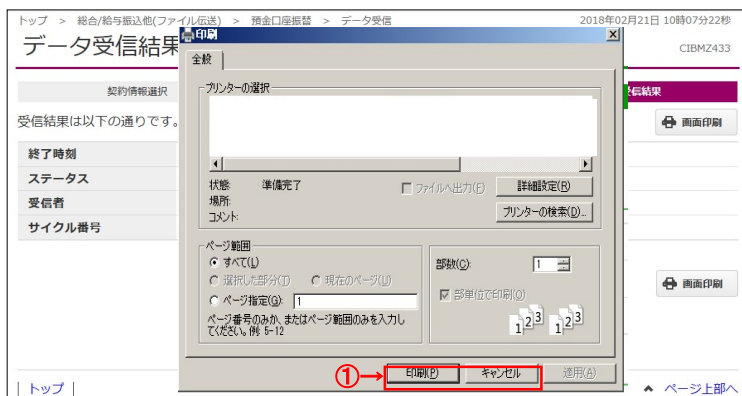 トップ > 総合/給与振込他(ファイル伝送) > 預金口座振替 > データ受信
2018年02月21日 10時07分22秒
データ受信結果
CIBMZ433
契約情報選択
受信結果
受信結果は以下の通りです。
画面印刷
終了時刻
ステータス
受信者
サイクル番号
印刷
全般
プリンターの選択
状態: 準備完了
場所:
コメント:
ファイルへ出力(F)
詳細設定(R)
プリンターの検索(D)...
ページ範囲
すべて(L)
選択した部分(T) 現在のページ(U)
ページ指定(G): 1
ページ番号のみか、またはページ範囲のみを入力し
てください。例: 5-12
部数(C): 1
部単位で印刷(O)
1 2 3 1 2 3
画面印刷
①→ 印刷(P) キャンセル 適用(A)
トップ
ページ上部へ